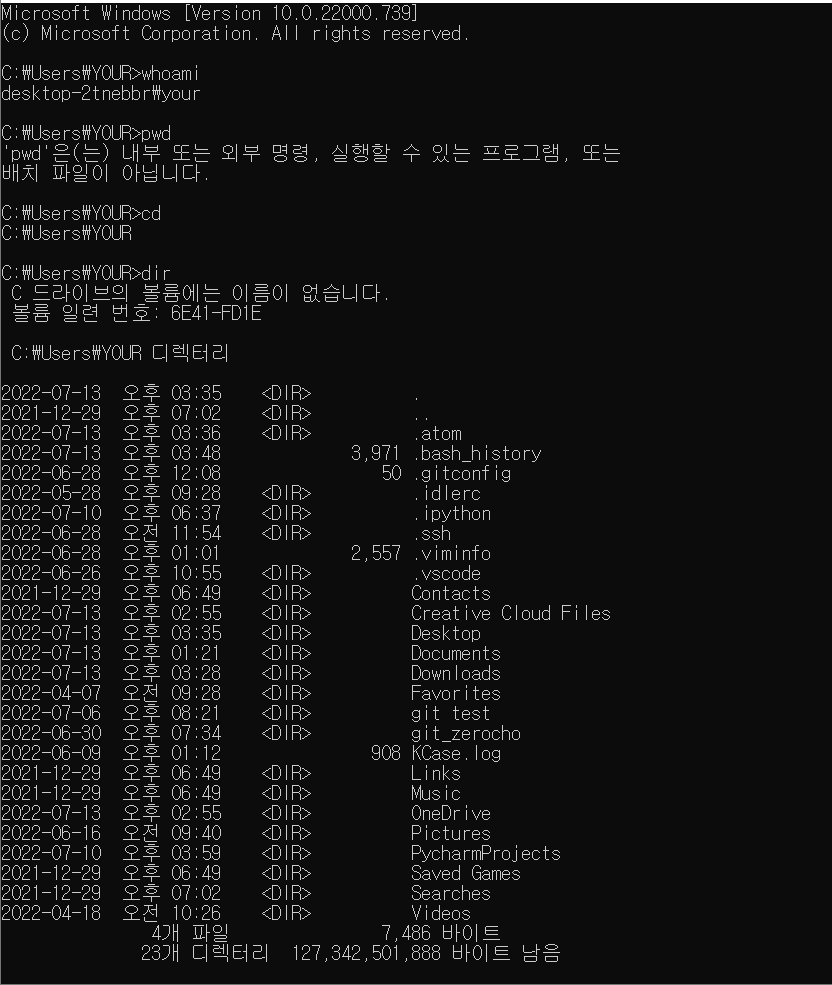 Microsoft Windows [Version 10.0.22000.739]
(c) Microsoft Corporation. All rights reserved.
C:₩Users₩YOUR>whoami
desktop-2tnebbr₩your
C:₩Users₩YOUR>pwd
'pwd'은(는) 내부 또는 외부 명령, 실행할 수 있는 프로그램, 또는
배치 파일이 아닙니다.
C:₩Users₩YOUR>cd
C:₩Users₩YOUR
C:₩Users₩YOUR>dir
 C 드라이브의 볼륨에는 이름이 없습니다.
 볼륨 일련 번호: 6E41-FD1E
 C:₩Users₩YOUR 디렉터리
2022-07-13  오후 03:35    <DIR>          .
2021-12-29  오후 07:02    <DIR>          ..
2022-07-13  오후 03:36    <DIR>          .atom
2022-07-13  오후 03:48             3,971 .bash_history
2022-06-28  오후 12:08                50 .gitconfig
2022-05-28  오후 09:28    <DIR>          .idlerc
2022-07-10  오후 06:37    <DIR>          .ipython
2022-06-28  오전 11:54    <DIR>          .ssh
2022-06-28  오후 01:01             2,557 .viminfo
2022-06-26  오후 10:55    <DIR>          .vscode
2021-12-29  오후 06:49    <DIR>          Contacts
2022-07-13  오후 02:55    <DIR>          Creative Cloud Files
2022-07-13  오후 03:35    <DIR>          Desktop
2022-07-13  오후 01:21    <DIR>          Documents
2022-07-13  오후 03:28    <DIR>          Downloads
2022-04-07  오전 09:28    <DIR>          Favorites
2022-07-06  오후 08:21    <DIR>          git test
2022-06-30  오후 07:34    <DIR>          git_zerocho
2022-06-09  오후 01:12               908 KCase.log
2021-12-29  오후 06:49    <DIR>          Links
2021-12-29  오후 06:49    <DIR>          Music
2022-07-13  오후 02:55    <DIR>          OneDrive
2022-06-16  오전 09:40    <DIR>          Pictures
2022-07-10  오후 03:59    <DIR>          PycharmProjects
2021-12-29  오후 06:49    <DIR>          Saved Games
2021-12-29  오후 07:02    <DIR>          Searches
2022-04-18  오전 10:26    <DIR>          Videos
               4개 파일               7,486 바이트
              23개 디렉터리  127,342,501,888 바이트 남음